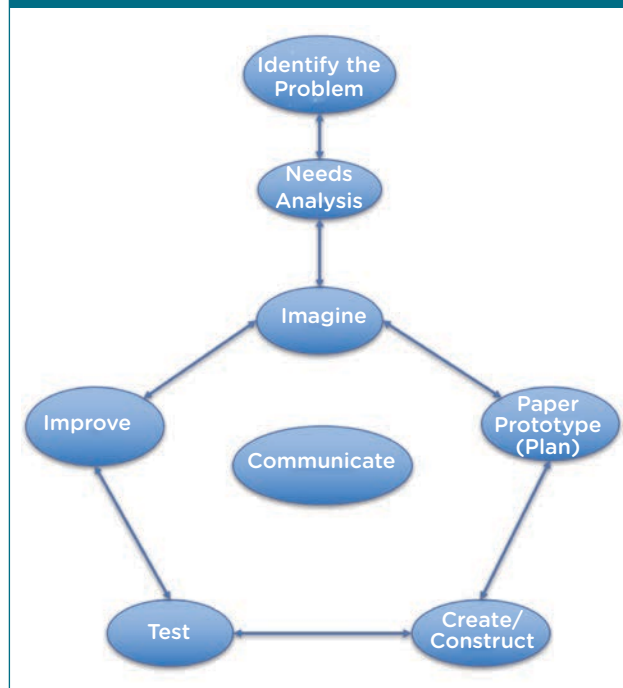 Identify the
Problem
Needs
Analysis
Imagine
Improve
Paper
Prototype
(Plan)
Communicate
Test
Create/
Construct